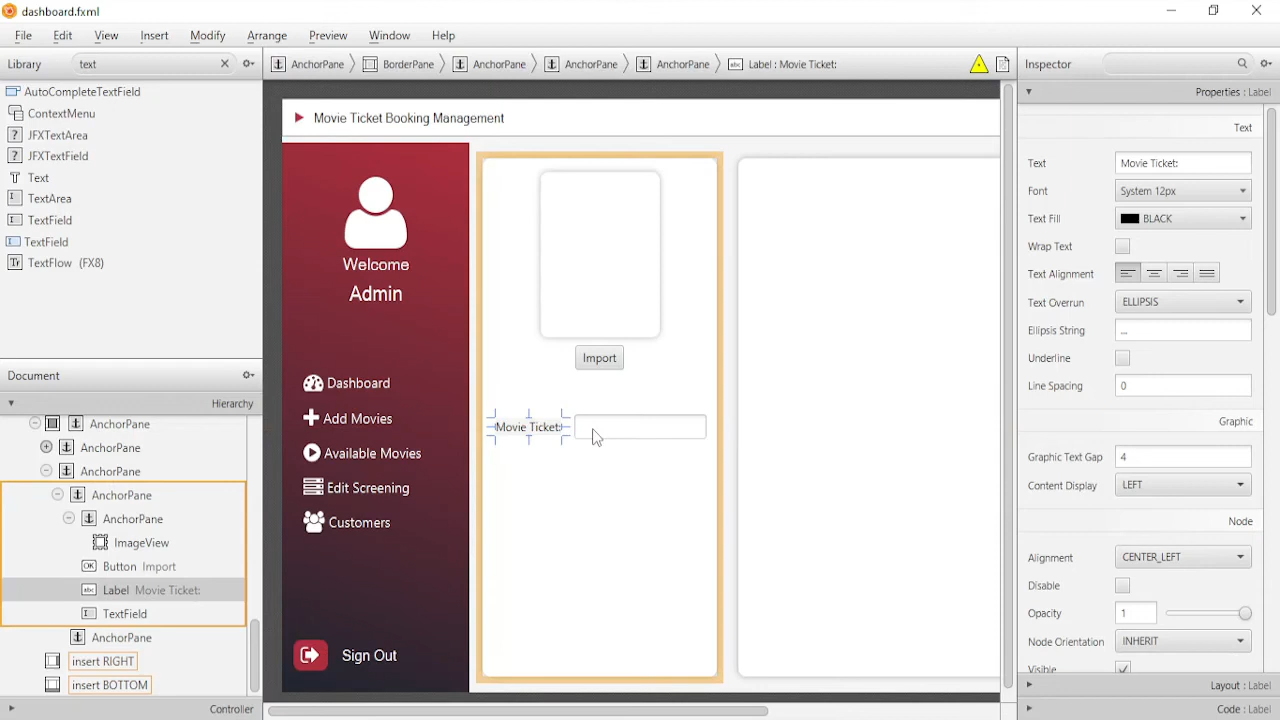 dashboard.fxml
File Edit View Insert Modify Arrange Preview Window Help
Library text
AutoCompleteTextField
ContextMenu
? JFXTextArea
? JFXTextField
T Text
TextArea
TextField
TextField
Tf TextFlow (FX8)
Document
Hierarchy
AnchorPane
AnchorPane
AnchorPane
AnchorPane
AnchorPane
ImageView
OK Button Import
abc Label Movie Ticket:
TextField
AnchorPane
insert RIGHT
insert BOTTOM
Controller
AnchorPane BorderPane AnchorPane AnchorPane AnchorPane abc Label : Movie Ticket:
Movie Ticket Booking Management
Welcome
Admin
Dashboard
Add Movies
Available Movies
Edit Screening
Customers
Sign Out
Import
Movie Ticket:
Inspector
Properties : Label
Text
Text Movie Ticket:
Font System 12px
Text Fill BLACK
Wrap Text
Text Alignment
Text Overrun ELLIPSIS
Ellipsis String ...
Underline
Line Spacing 0
Graphic
Graphic Text Gap 4
Content Display LEFT
Node
Alignment CENTER_LEFT
Disable
Opacity 1
Node Orientation INHERIT
Visible
Layout : Label
Code : Label